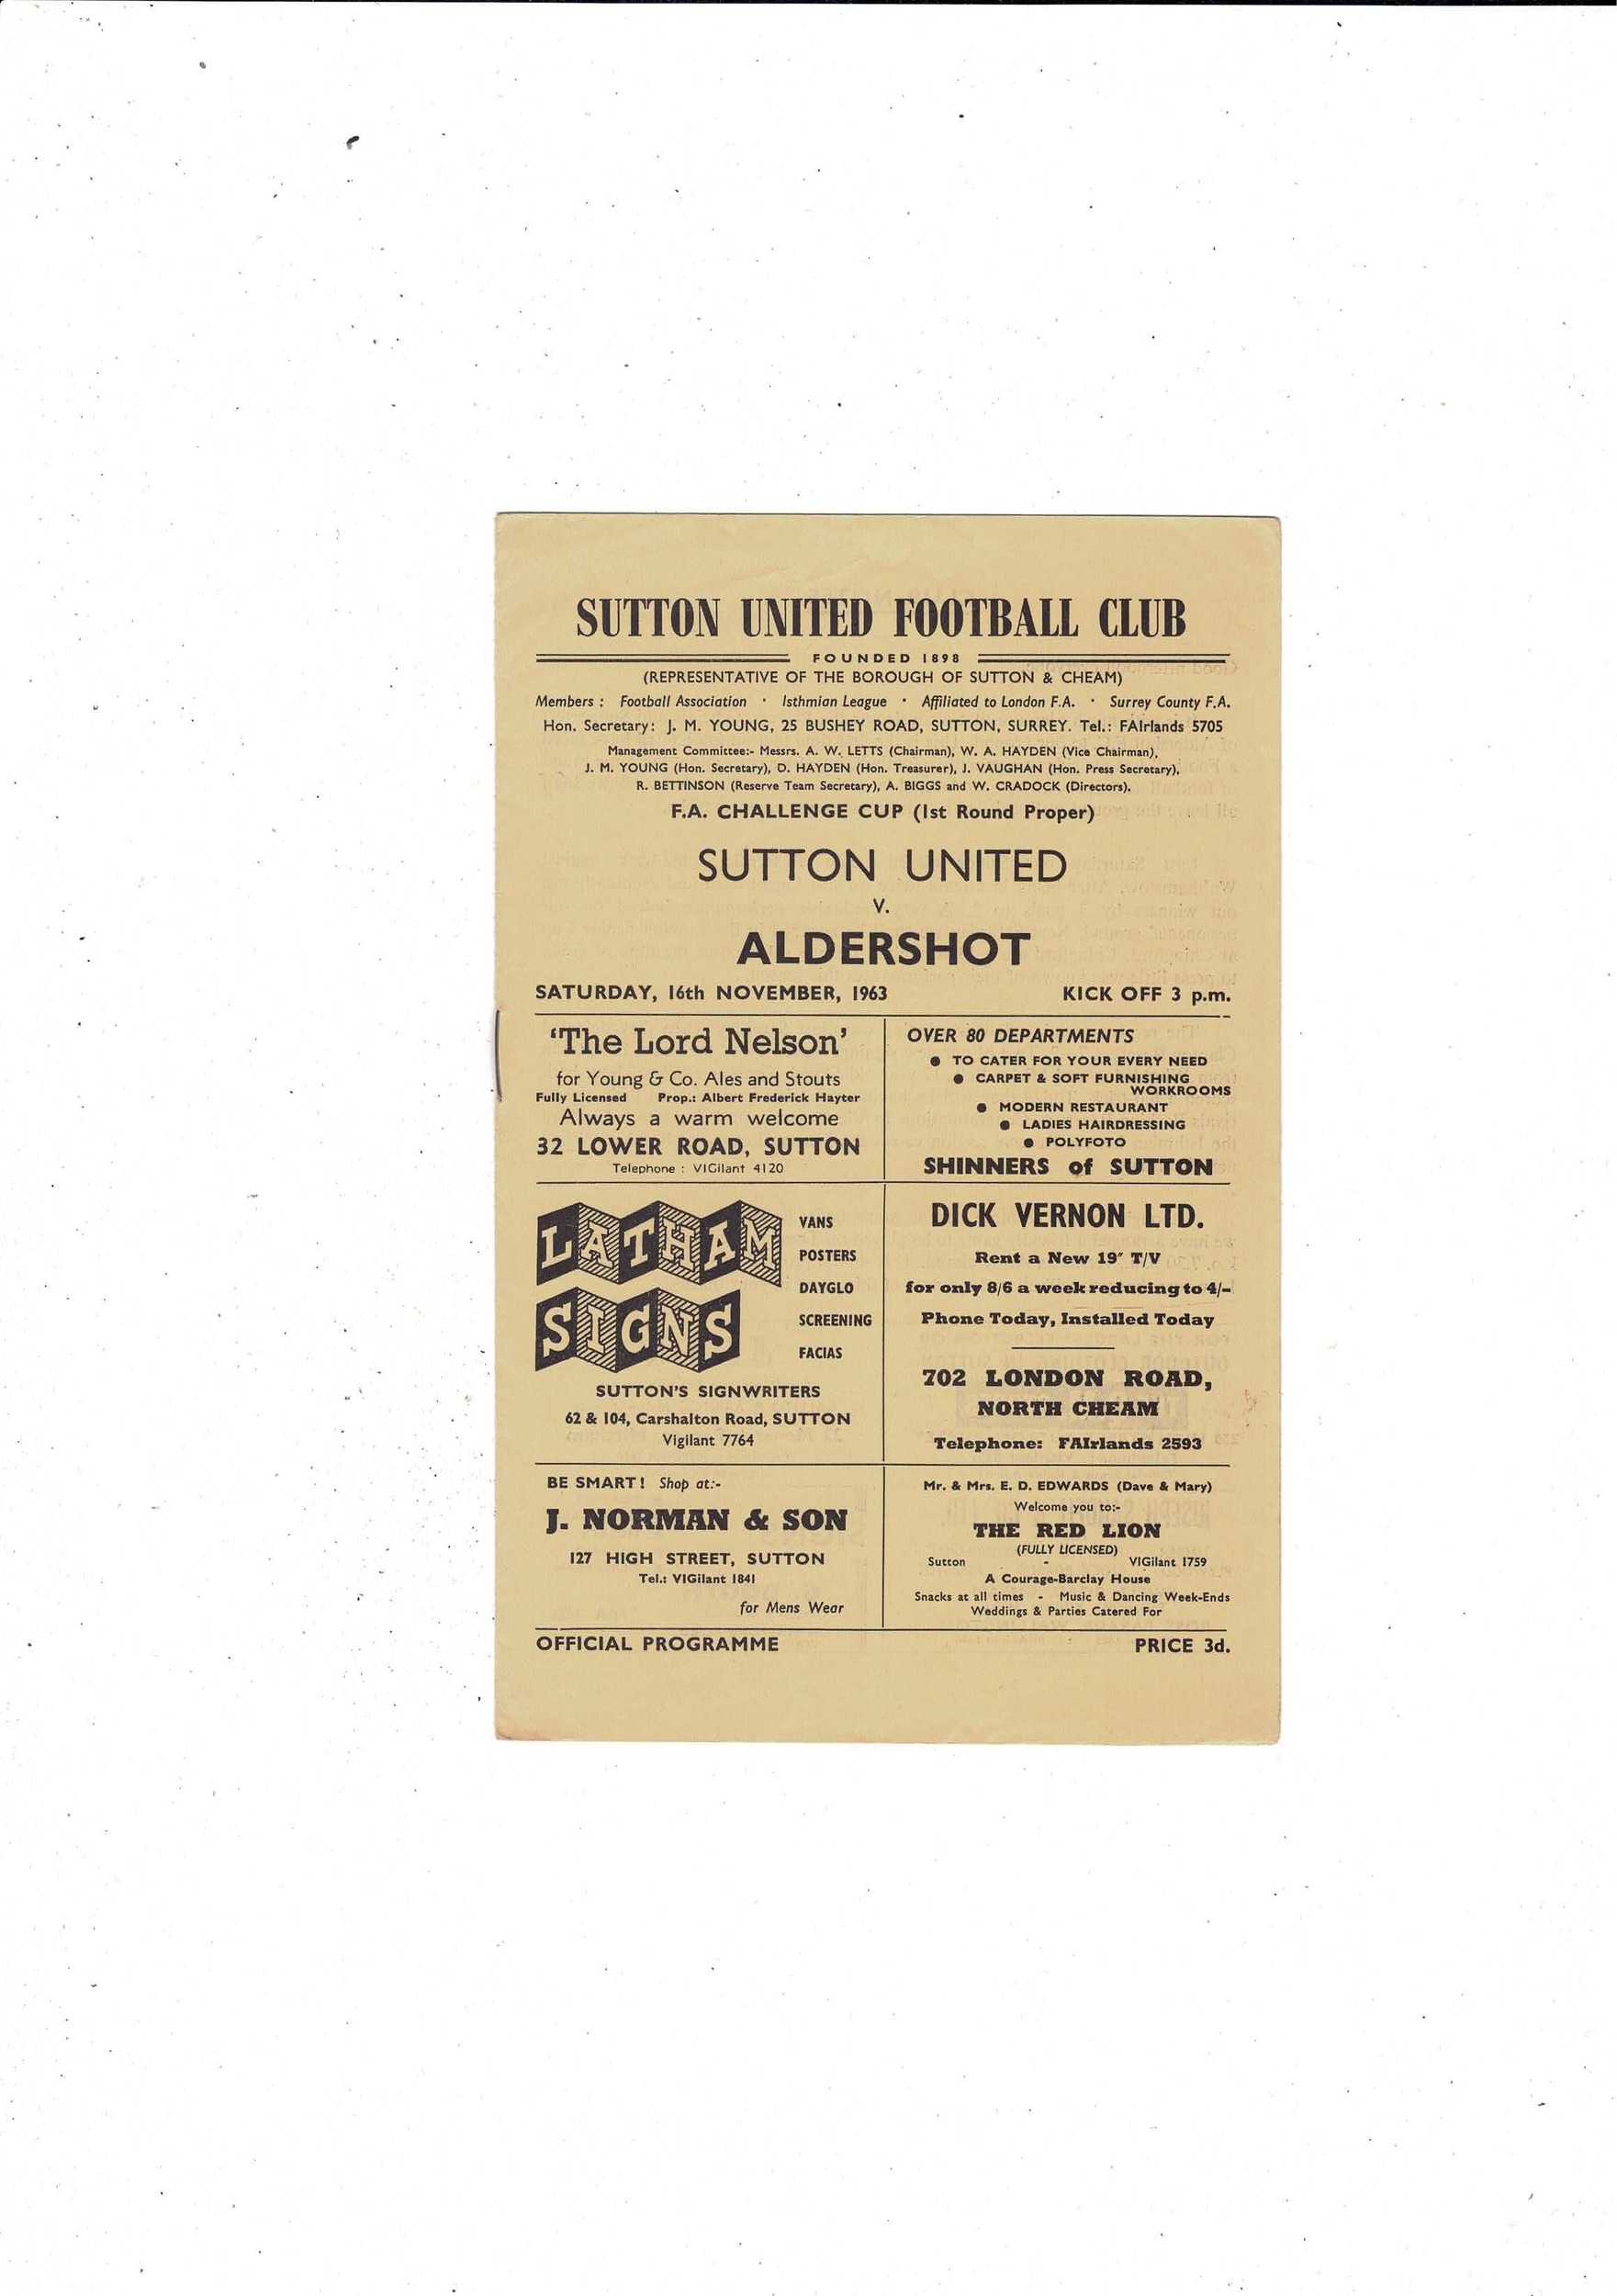 SUTTON UNITED FOOTBALL CLUB
FOUNDED 1898
(REPRESENTATIVE OF THE BOROUGH OF SUTTON & CHEAM)
Members : Football Association · Isthmian League · Affiliated to London F.A. · Surrey County F.A.
Hon. Secretary: J. M. YOUNG, 25 BUSHEY ROAD, SUTTON, SURREY. Tel.: FAIrlands 5705
Management Committee:- Messrs. A. W. LETTS (Chairman), W. A. HAYDEN (Vice Chairman),
J. M. YOUNG (Hon. Secretary), D. HAYDEN (Hon. Treasurer), J. VAUGHAN (Hon. Press Secretary),
R. BETTINSON (Reserve Team Secretary), A. BIGGS and W. CRADOCK (Directors).
F.A. CHALLENGE CUP (1st Round Proper)
SUTTON UNITED
V.
ALDERSHOT
SATURDAY, 16th NOVEMBER, 1963 KICK OFF 3 p.m.
‘The Lord Nelson’
for Young & Co. Ales and Stouts
Fully Licensed Prop.: Albert Frederick Hayter
Always a warm welcome
32 LOWER ROAD, SUTTON
Telephone : VIGilant 4120
OVER 80 DEPARTMENTS
● TO CATER FOR YOUR EVERY NEED
● CARPET & SOFT FURNISHING
WORKROOMS
● MODERN RESTAURANT
● LADIES HAIRDRESSING
● POLYFOTO
SHINNERS of SUTTON
LATHAM
SIGNS
VANS
POSTERS
DAYGLO
SCREENING
FACIAS
SUTTON'S SIGNWRITERS
62 & 104, Carshalton Road, SUTTON
Vigilant 7764
DICK VERNON LTD.
Rent a New 19″ T/V
for only 8/6 a week reducing to 4/-
Phone Today, Installed Today
702 LONDON ROAD,
NORTH CHEAM
Telephone: FAIrlands 2593
BE SMART! Shop at:-
J. NORMAN & SON
127 HIGH STREET, SUTTON
Tel.: VIGilant 1841
for Mens Wear
Mr. & Mrs. E. D. EDWARDS (Dave & Mary)
Welcome you to:-
THE RED LION
(FULLY LICENSED)
Sutton - VIGilant 1759
A Courage-Barclay House
Snacks at all times - Music & Dancing Week-Ends
Weddings & Parties Catered For
OFFICIAL PROGRAMME PRICE 3d.